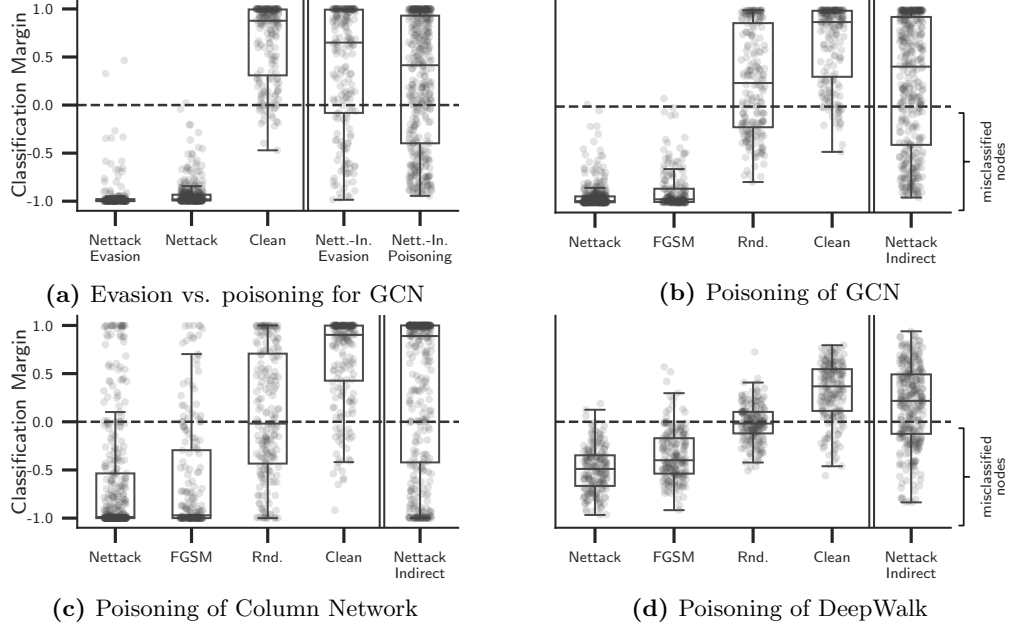 Classification Margin
1.0
0.5
0.0
-0.5
-1.0
Nettack
Evasion
Nettack
Clean
Nett.-In.
Evasion
Nett.-In.
Poisoning
(a) Evasion vs. poisoning for GCN
Nettack
FGSM
Rnd.
Clean
Nettack
Indirect
misclassified
nodes
(b) Poisoning of GCN
Classification Margin
1.0
0.5
0.0
-0.5
-1.0
Nettack
FGSM
Rnd.
Clean
Nettack
Indirect
(c) Poisoning of Column Network
Nettack
FGSM
Rnd.
Clean
Nettack
Indirect
misclassified
nodes
(d) Poisoning of DeepWalk